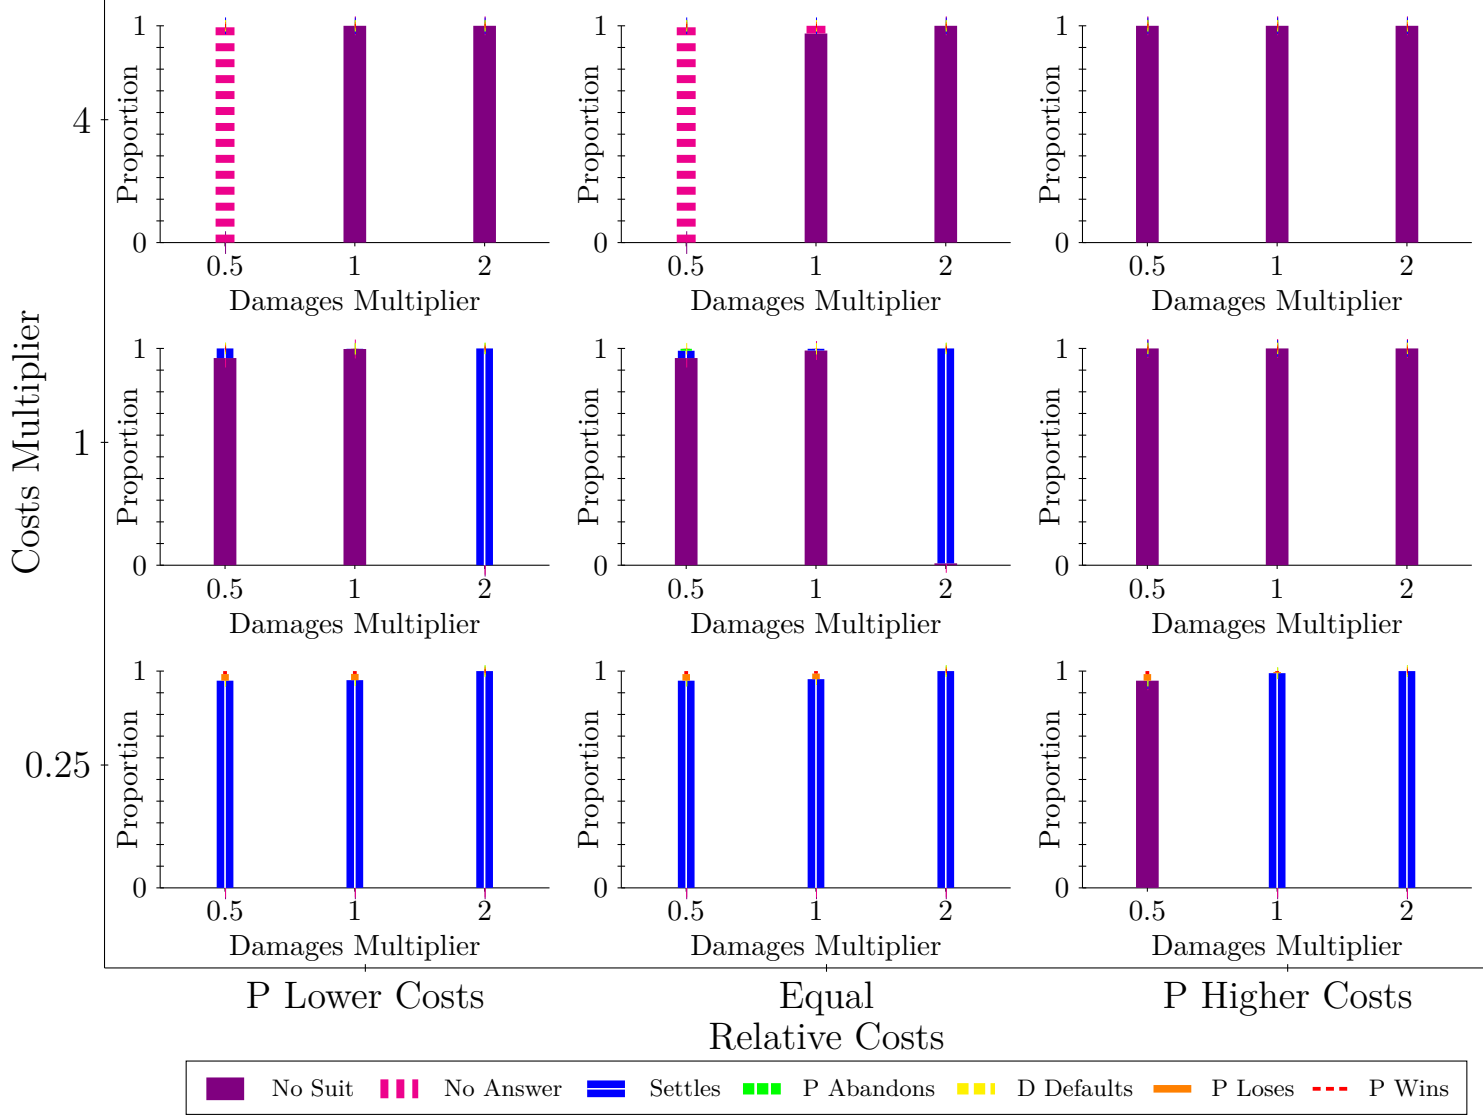 1
Proportion
0
0.5 1 2
Damages Multiplier
1
Proportion
0
0.5 1 2
Damages Multiplier
1
Proportion
0
0.5 1 2
Damages Multiplier
4
1
Proportion
0
0.5 1 2
Damages Multiplier
1
Proportion
0
0.5 1 2
Damages Multiplier
1
Proportion
0
0.5 1 2
Damages Multiplier
1
Costs Multiplier
1
Proportion
0
0.5 1 2
Damages Multiplier
1
Proportion
0
0.5 1 2
Damages Multiplier
1
Proportion
0
0.5 1 2
Damages Multiplier
0.25
P Lower Costs Equal P Higher Costs
Relative Costs
No Suit No Answer Settles P Abandons D Defaults P Loses P Wins